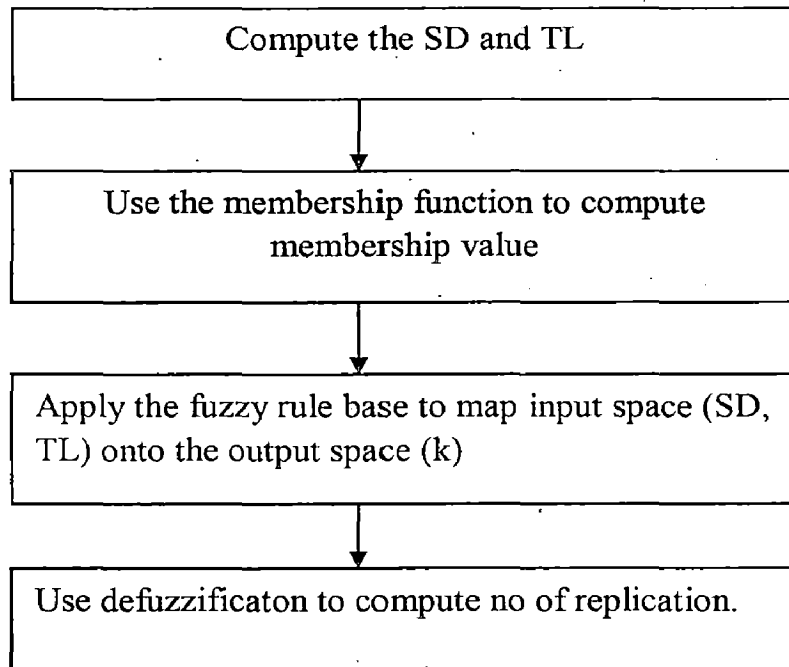 Compute the SD and TL
Use the membership function to compute
membership value
Apply the fuzzy rule base to map input space (SD,
TL) onto the output space (k)
Use defuzzificaton to compute no of replication.